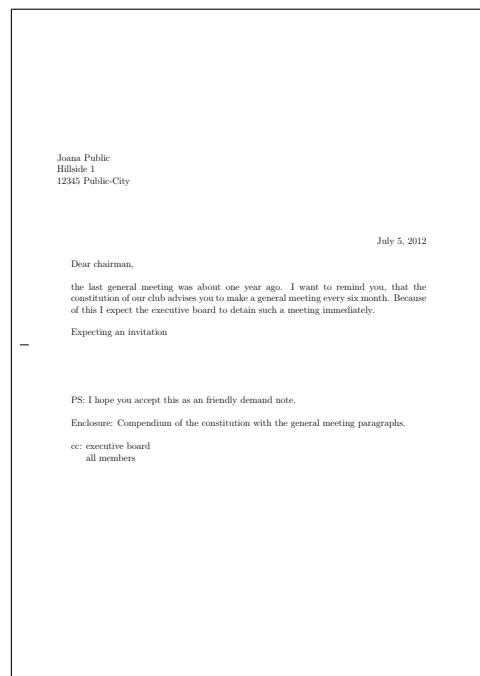 Joana Public
Hillside 1
12345 Public-City
July 5, 2012
Dear chairman,
the last general meeting was about one year ago. I want to remind you, that the
constitution of our club advises you to make a general meeting every six month. Because
of this I expect the executive board to detain such a meeting immediately.
Expecting an invitation
PS: I hope you accept this as an friendly demand note.
Enclosure: Compendium of the constitution with the general meeting paragraphs.
cc: executive board
all members